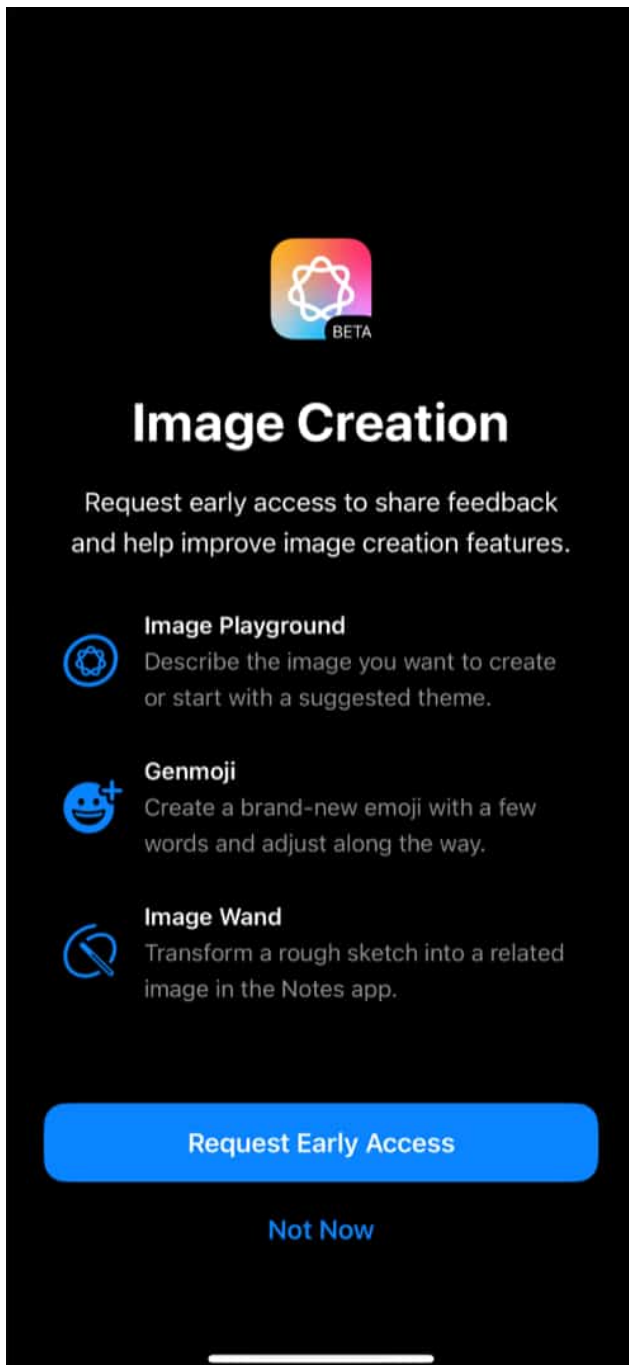 BETA
Image Creation
Request early access to share feedback
and help improve image creation features.
Image Playground
Describe the image you want to create
or start with a suggested theme.
Genmoji
Create a brand-new emoji with a few
words and adjust along the way.
Image Wand
Transform a rough sketch into a related
image in the Notes app.
Request Early Access
Not Now